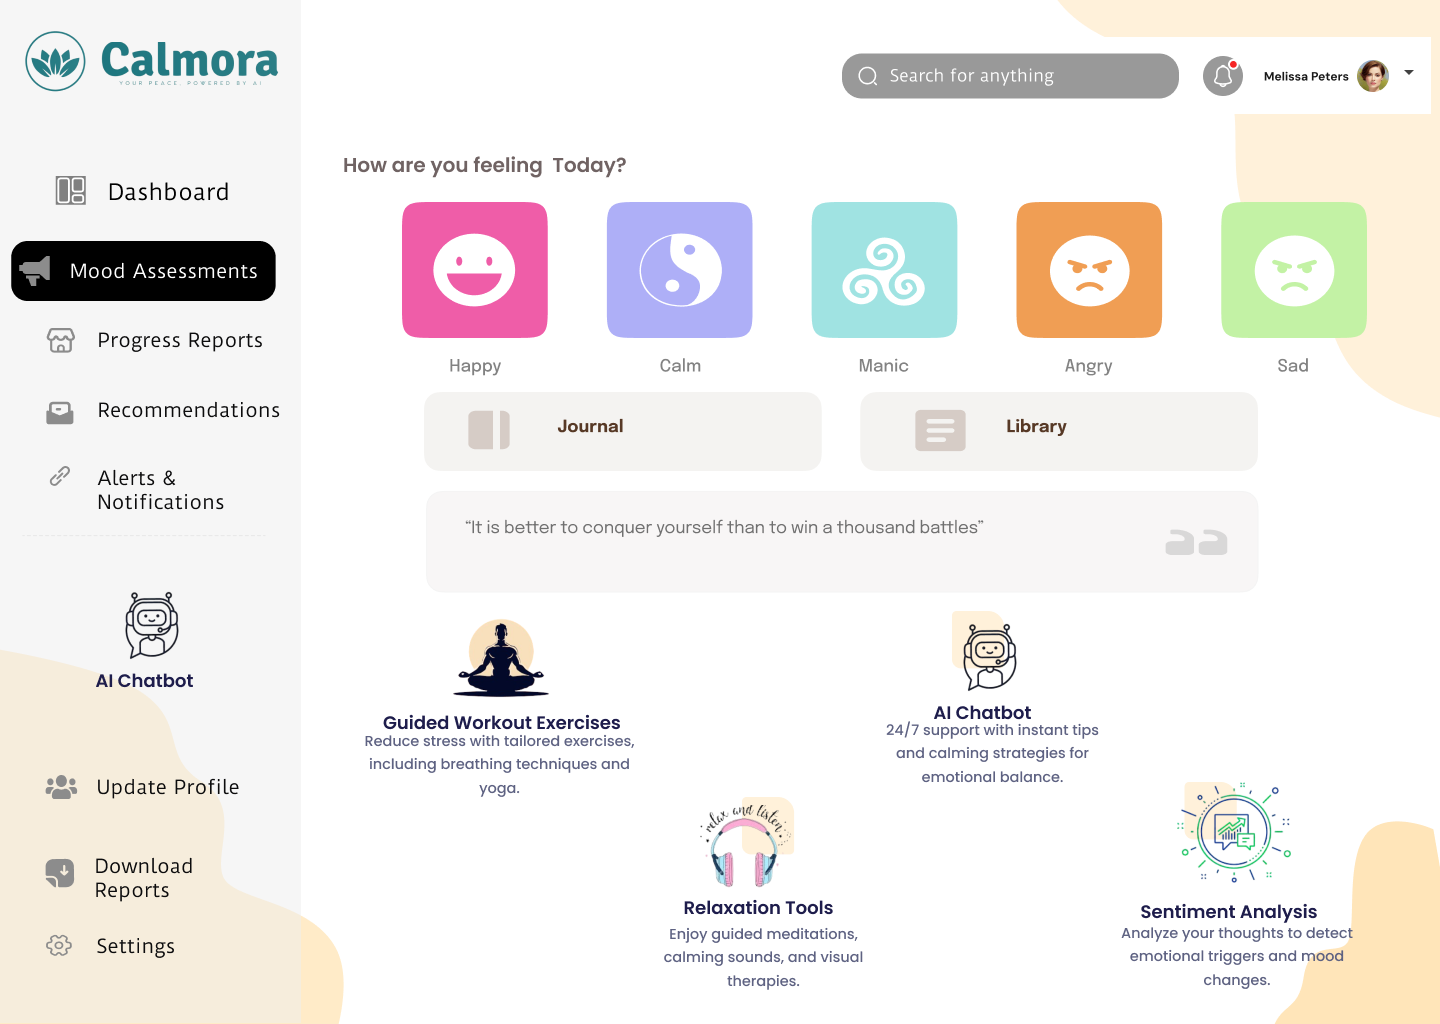 Calmora
YOUR PEACE, POWERED BY AI
Search for anything
Melissa Peters
Dashboard
Mood Assessments
Progress Reports
Recommendations
Alerts &
Notifications
AI Chatbot
Update Profile
Download
Reports
Settings
How are you feeling Today?
Happy
Calm
Manic
Angry
Sad
Journal
Library
“It is better to conquer yourself than to win a thousand battles”
Guided Workout Exercises
Reduce stress with tailored exercises,
including breathing techniques and
yoga.
AI Chatbot
24/7 support with instant tips
and calming strategies for
emotional balance.
relax and listen
Relaxation Tools
Enjoy guided meditations,
calming sounds, and visual
therapies.
Sentiment Analysis
Analyze your thoughts to detect
emotional triggers and mood
changes.